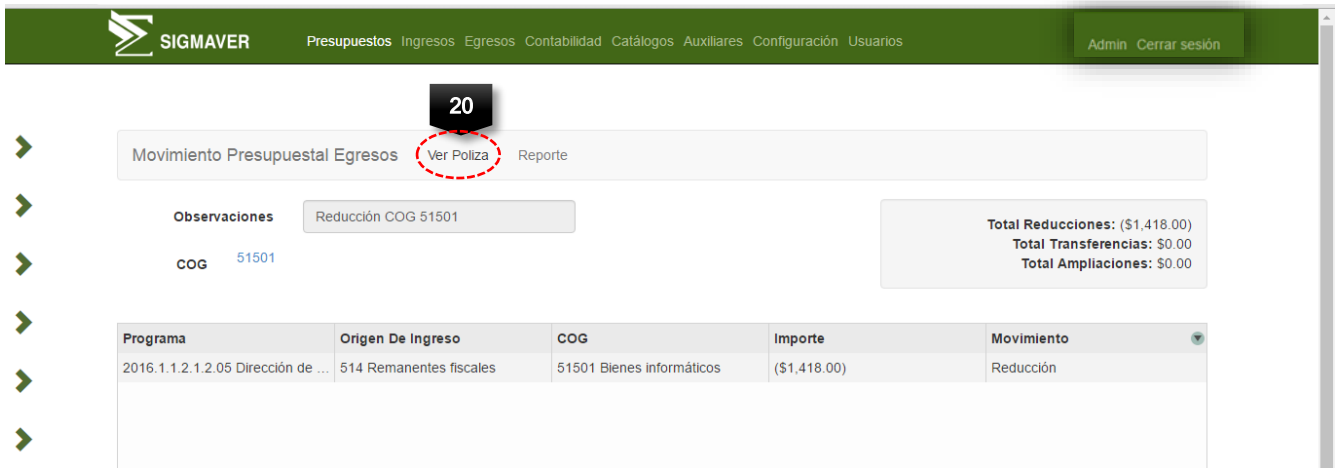 SIGMAVER Presupuestos Ingresos Egresos Contabilidad Catálogos Auxiliares Configuración Usuarios Admin Cerrar sesión
20
Movimiento Presupuestal Egresos Ver Poliza Reporte
Observaciones Reducción COG 51501
Total Reducciones: ($1,418.00)
Total Transferencias: $0.00
COG 51501
Total Ampliaciones: $0.00
Programa Origen De Ingreso COG Importe Movimiento
2016.1.1.2.1.2.05 Dirección de ... 514 Remanentes fiscales 51501 Bienes informáticos ($1,418.00) Reducción